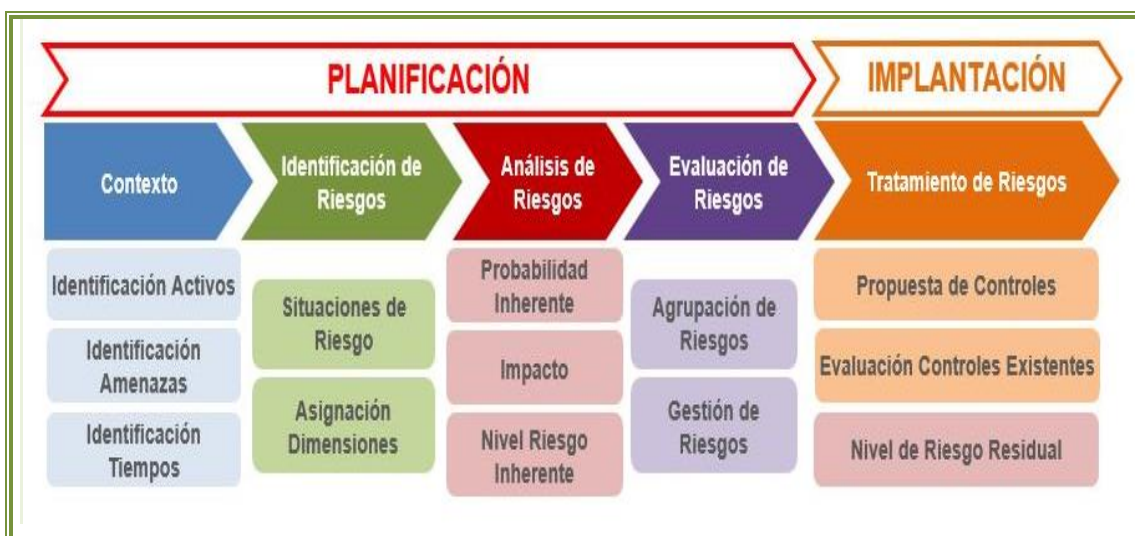 PLANIFICACIÓN
IMPLANTACIÓN
Contexto
Identificación de
Riesgos
Análisis de
Riesgos
Evaluación de
Riesgos
Tratamiento de Riesgos
Identificación Activos
Identificación
Amenazas
Identificación
Tiempos
Situaciones de
Riesgo
Asignación
Dimensiones
Probabilidad
Inherente
Impacto
Nivel Riesgo
Inherente
Agrupación de
Riesgos
Gestión de
Riesgos
Propuesta de Controles
Evaluación Controles Existentes
Nivel de Riesgo Residual